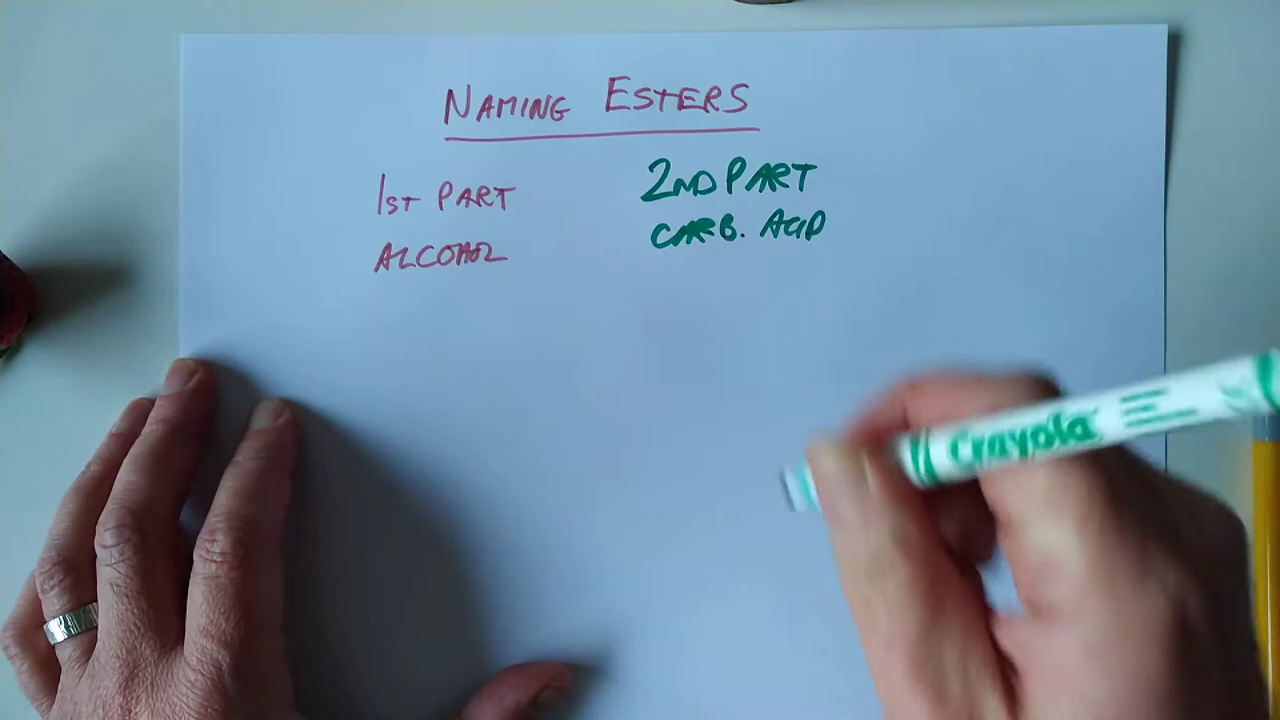 NAMING ESTERS
1ST PART
ALCOHOL
2ND PART
CARB. ACID
Crayola